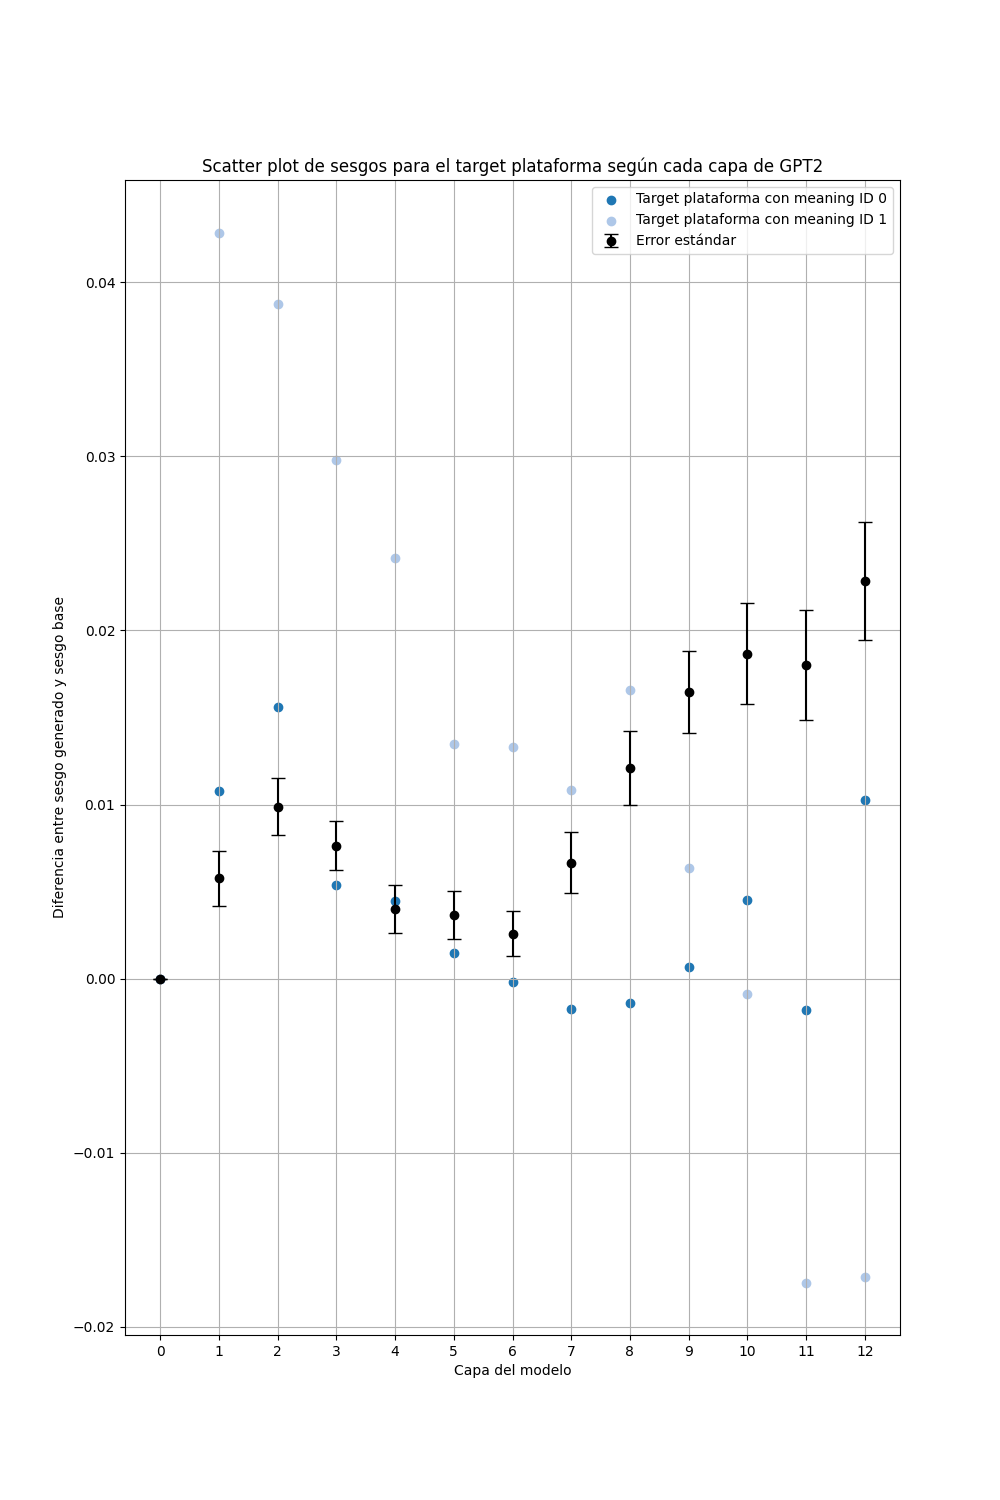 Scatter plot de sesgos para el target plataforma según cada capa de GPT2
Target plataforma con meaning ID 0
Target plataforma con meaning ID 1
Error estándar
Diferencia entre sesgo generado y sesgo base
0.04
0.03
0.02
0.01
0.00
−0.01
−0.02
0 1 2 3 4 5 6 7 8 9 10 11 12
Capa del modelo